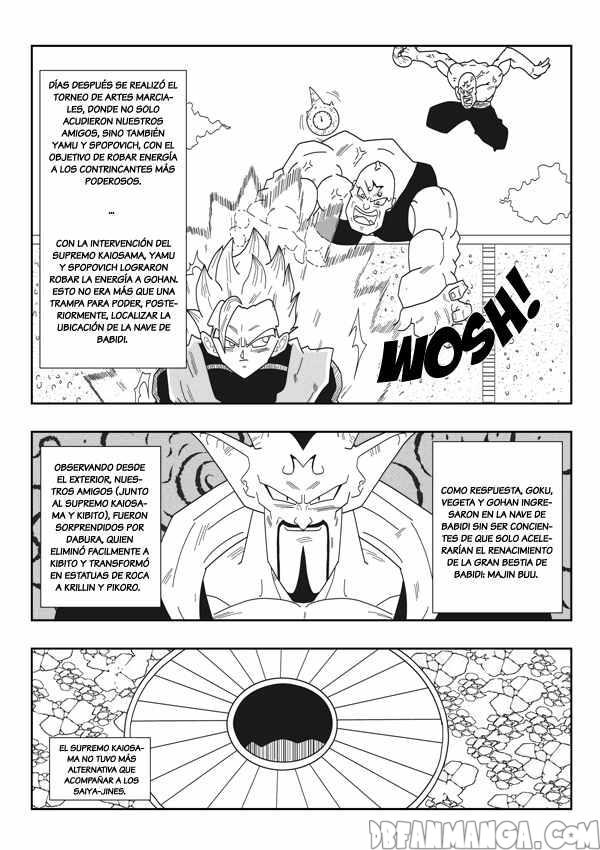 DÍAS DESPUÉS SE REALIZÓ EL
TORNEO DE ARTES MARCIA-
LES, DONDE NO SOLO
ACUDIERON NUESTROS
AMIGOS, SINO TAMBIÉN
YAMU Y SPOPOVICH, CON EL
OBJETIVO DE ROBAR ENERGÍA
A LOS CONTRINCANTES MÁS
PODEROSOS.
...
CON LA INTERVENCIÓN DEL
SUPREMO KAIOSAMA, YAMU
Y SPOPOVICH LOGRARON
ROBAR LA ENERGÍA A GOHAN.
ESTO NO ERA MÁS QUE UNA
TRAMPA PARA PODER, POSTE-
RIORMENTE, LOCALIZAR LA
UBICACIÓN DE LA NAVE DE
BABIDI.
WOSH!
OBSERVANDO DESDE
EL EXTERIOR, NUES-
TROS AMIGOS (JUNTO
AL SUPREMO KAIOSA-
MA Y KIBITO), FUERON
SORPRENDIDOS POR
DABURA, QUIEN
ELIMINÓ FACILMENTE A
KIBITO Y TRANSFORMÓ
EN ESTATUAS DE ROCA
A KRILLIN Y PIKORO.
COMO RESPUESTA, GOKU,
VEGETA Y GOHAN INGRE-
SARON EN LA NAVE DE
BABIDI SIN SER CONCIEN-
TES DE QUE SOLO ACELE-
RARÍAN EL RENACIMIENTO
DE LA GRAN BESTIA DE
BABIDI: MAJIN BUU.
EL SUPREMO KAIOSA-
MA NO TUVO MÁS
ALTERNATIVA QUE
ACOMPAÑAR A LOS
SAIYA-JINES.
DBFANMANGA.COM